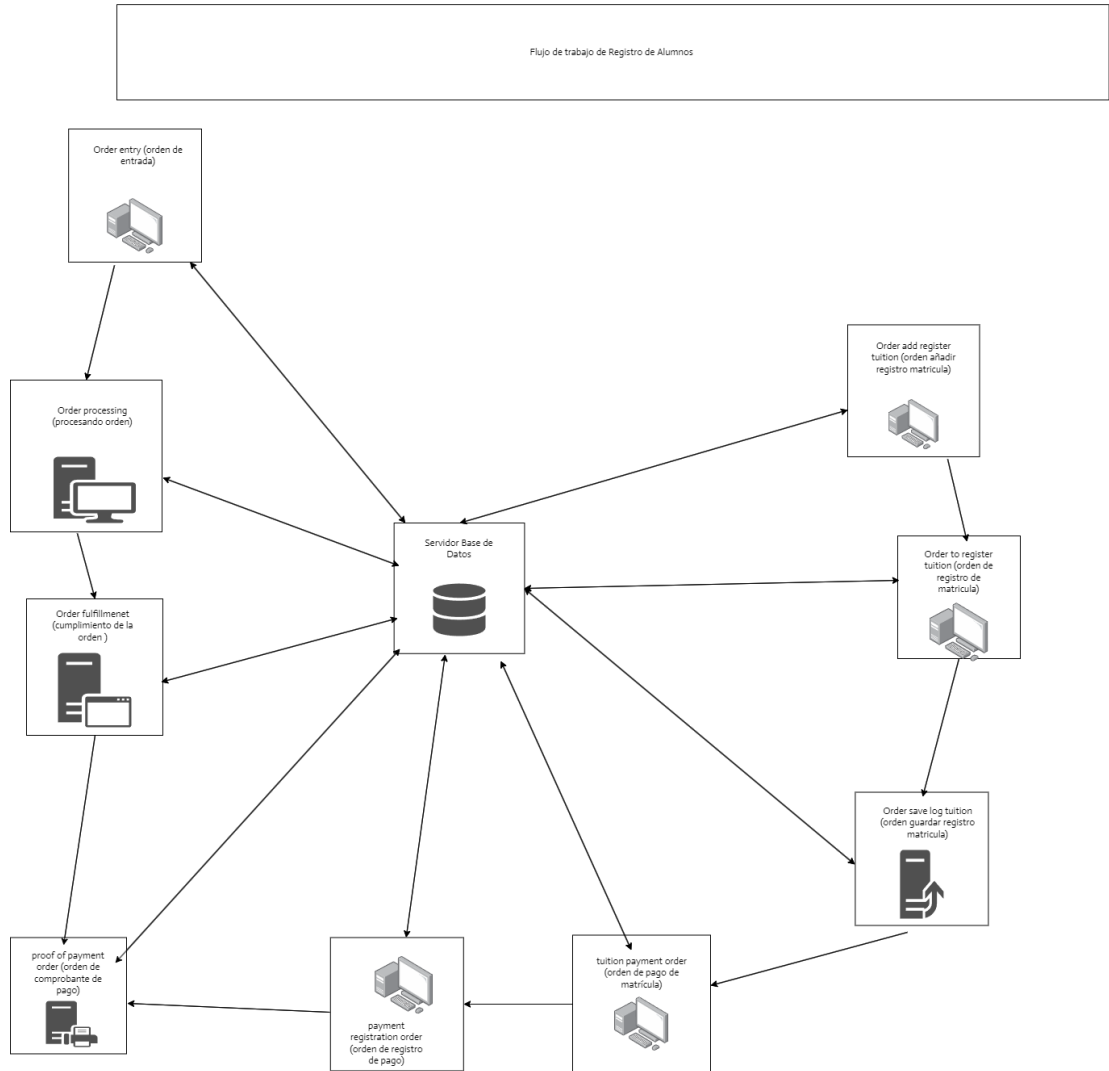 Flujo de trabajo de Registro de Alumnos
Order entry (orden de
entrada)
Order add register
tuition (orden añadir
registro matricula)
Order processing
(procesando orden)
Servidor Base de
Datos
Order to register
tuition (orden de
registro de
matricula)
Order fulfillmenet
(cumplimiento de la
orden )
Order save log tuition
(orden guardar registro
matricula)
proof of payment
order (orden de
comprobante de
pago)
payment
registration order
(orden de registro
de pago)
tuition payment order
(orden de pago de
matrícula)